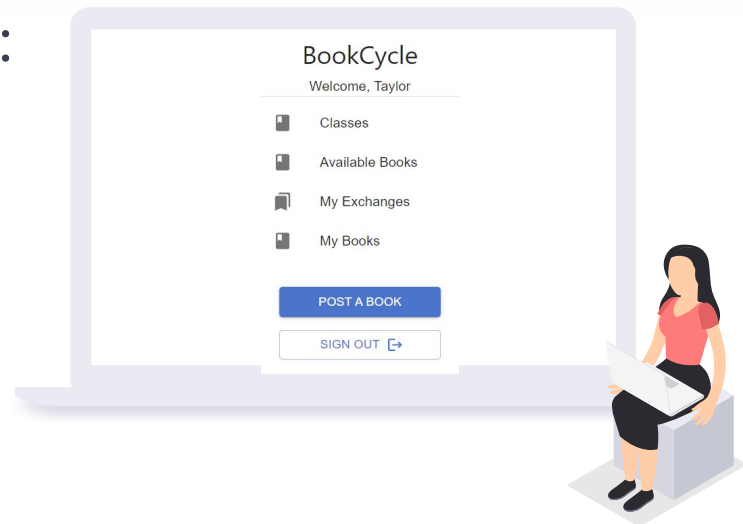 BookCycle
Welcome, Taylor
Classes
Available Books
My Exchanges
My Books
POST A BOOK
SIGN OUT